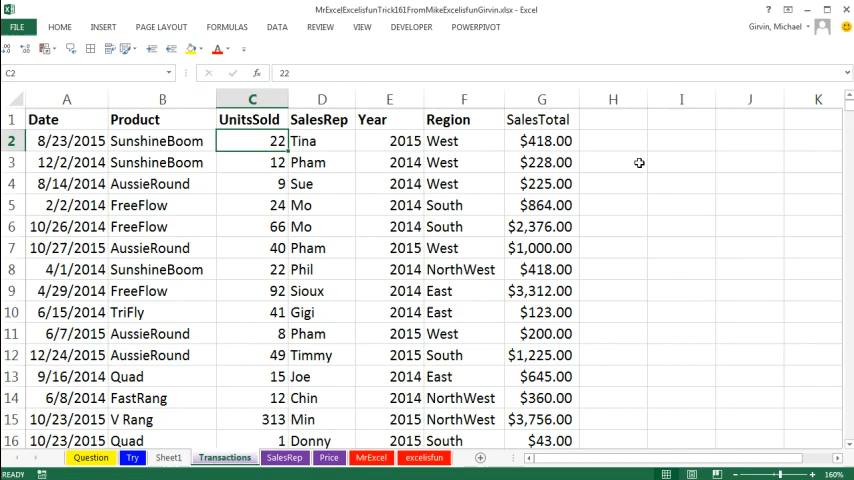 MrExcelExcelisfunTrick161FromMikeExcelisfunGirvin.xlsx - Excel
FILE HOME INSERT PAGE LAYOUT FORMULAS DATA REVIEW VIEW DEVELOPER POWERPIVOT Girvin, Michael
C2 fx 22
A B C D E F G H I J K
1 Date Product UnitsSold SalesRep Year Region SalesTotal
2 8/23/2015 SunshineBoom 22 Tina 2015 West $418.00
3 12/2/2014 SunshineBoom 12 Pham 2014 West $228.00
4 8/14/2014 AussieRound 9 Sue 2014 West $225.00
5 2/2/2014 FreeFlow 24 Mo 2014 South $864.00
6 10/26/2014 FreeFlow 66 Mo 2014 South $2,376.00
7 10/27/2015 AussieRound 40 Pham 2015 West $1,000.00
8 4/1/2014 SunshineBoom 22 Phil 2014 NorthWest $418.00
9 4/29/2014 FreeFlow 92 Sioux 2014 East $3,312.00
10 6/15/2014 TriFly 41 Gigi 2014 East $123.00
11 6/7/2015 AussieRound 8 Pham 2015 West $200.00
12 12/24/2015 AussieRound 49 Timmy 2015 South $1,225.00
13 9/16/2014 Quad 15 Joe 2014 East $645.00
14 6/8/2014 FastRang 12 Chin 2014 NorthWest $360.00
15 10/23/2015 V Rang 313 Min 2015 NorthWest $3,756.00
16 10/23/2015 Quad 1 Donny 2015 South $43.00
Question Try Sheet1 Transactions SalesRep Price MrExcel excelisfun
READY 160%